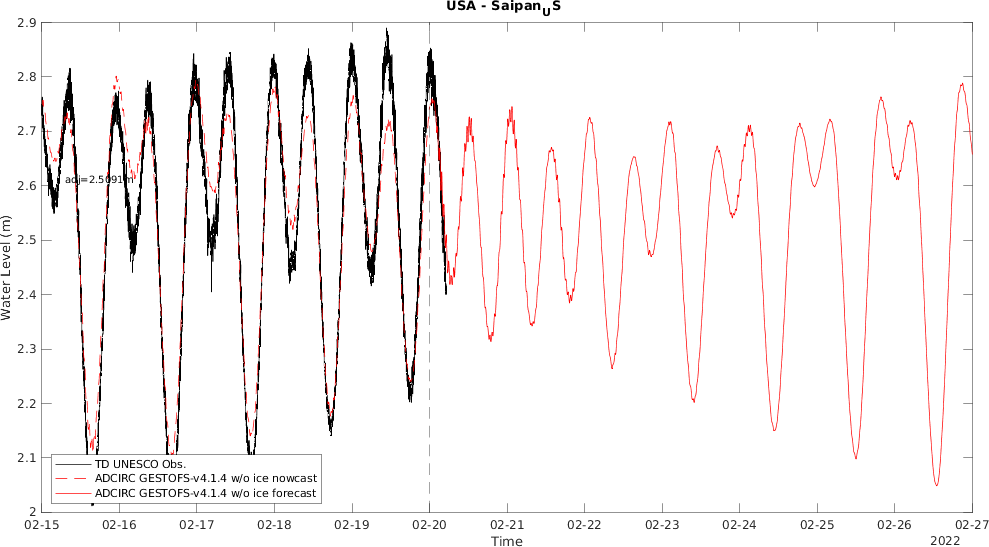 USA - Saipan_US
2.9
2.8
2.7
2.6
2.5
2.4
2.3
2.2
2.1
2
Water Level (m)
adj=2.5091m
TD UNESCO Obs.
ADCIRC GESTOFS-v4.1.4 w/o ice nowcast
ADCIRC GESTOFS-v4.1.4 w/o ice forecast
02-15 02-16 02-17 02-18 02-19 02-20 02-21 02-22 02-23 02-24 02-25 02-26 02-27
Time
2022